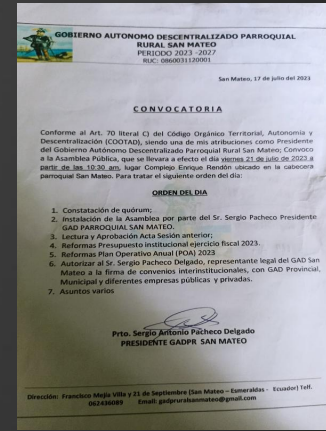 GOBIERNO AUTONOMO DESCENTRALIZADO PARROQUIAL
RURAL SAN MATEO
PERIODO 2023 -2027
RUC: 0860031120001
San Mateo, 17 de julio del 2023
CONVOCATORIA
Conforme al Art. 70 literal C) del Código Orgánico Territorial, Autonomía y
Descentralización (COOTAD), siendo una de mis atribuciones como Presidente
del Gobierno Autónomo Descentralizado Parroquial Rural San Mateo; Convoco
a la Asamblea Pública, que se llevara a efecto el día viernes 21 de julio de 2023 a
partir de las 10:30 am, lugar Complejo Enrique Rendón ubicado en la cabecera
parroquial San Mateo. Para tratar el siguiente orden del día:
ORDEN DEL DIA
1. Constatación de quórum;
2. Instalación de la Asamblea por parte del Sr. Sergio Pacheco Presidente
GAD PARROQUIAL SAN MATEO.
3. Lectura y Aprobación Acta Sesión anterior;
4. Reformas Presupuesto institucional ejercicio fiscal 2023.
5. Reformas Plan Operativo Anual (POA) 2023
6. Autorizar al Sr. Sergio Pacheco Delgado, representante legal del GAD San
Mateo a la firma de convenios interinstitucionales, con GAD Provincial,
Municipal y diferentes empresas públicas y privadas.
7. Asuntos varios
Prto. Sergio Antonio Pacheco Delgado
PRESIDENTE GADPR SAN MATEO
Dirección: Francisco Mejía Villa y 21 de Septiembre (San Mateo – Esmeraldas - Ecuador) Telf.
062436089 Email: gadpruralsanmateo@gmail.com